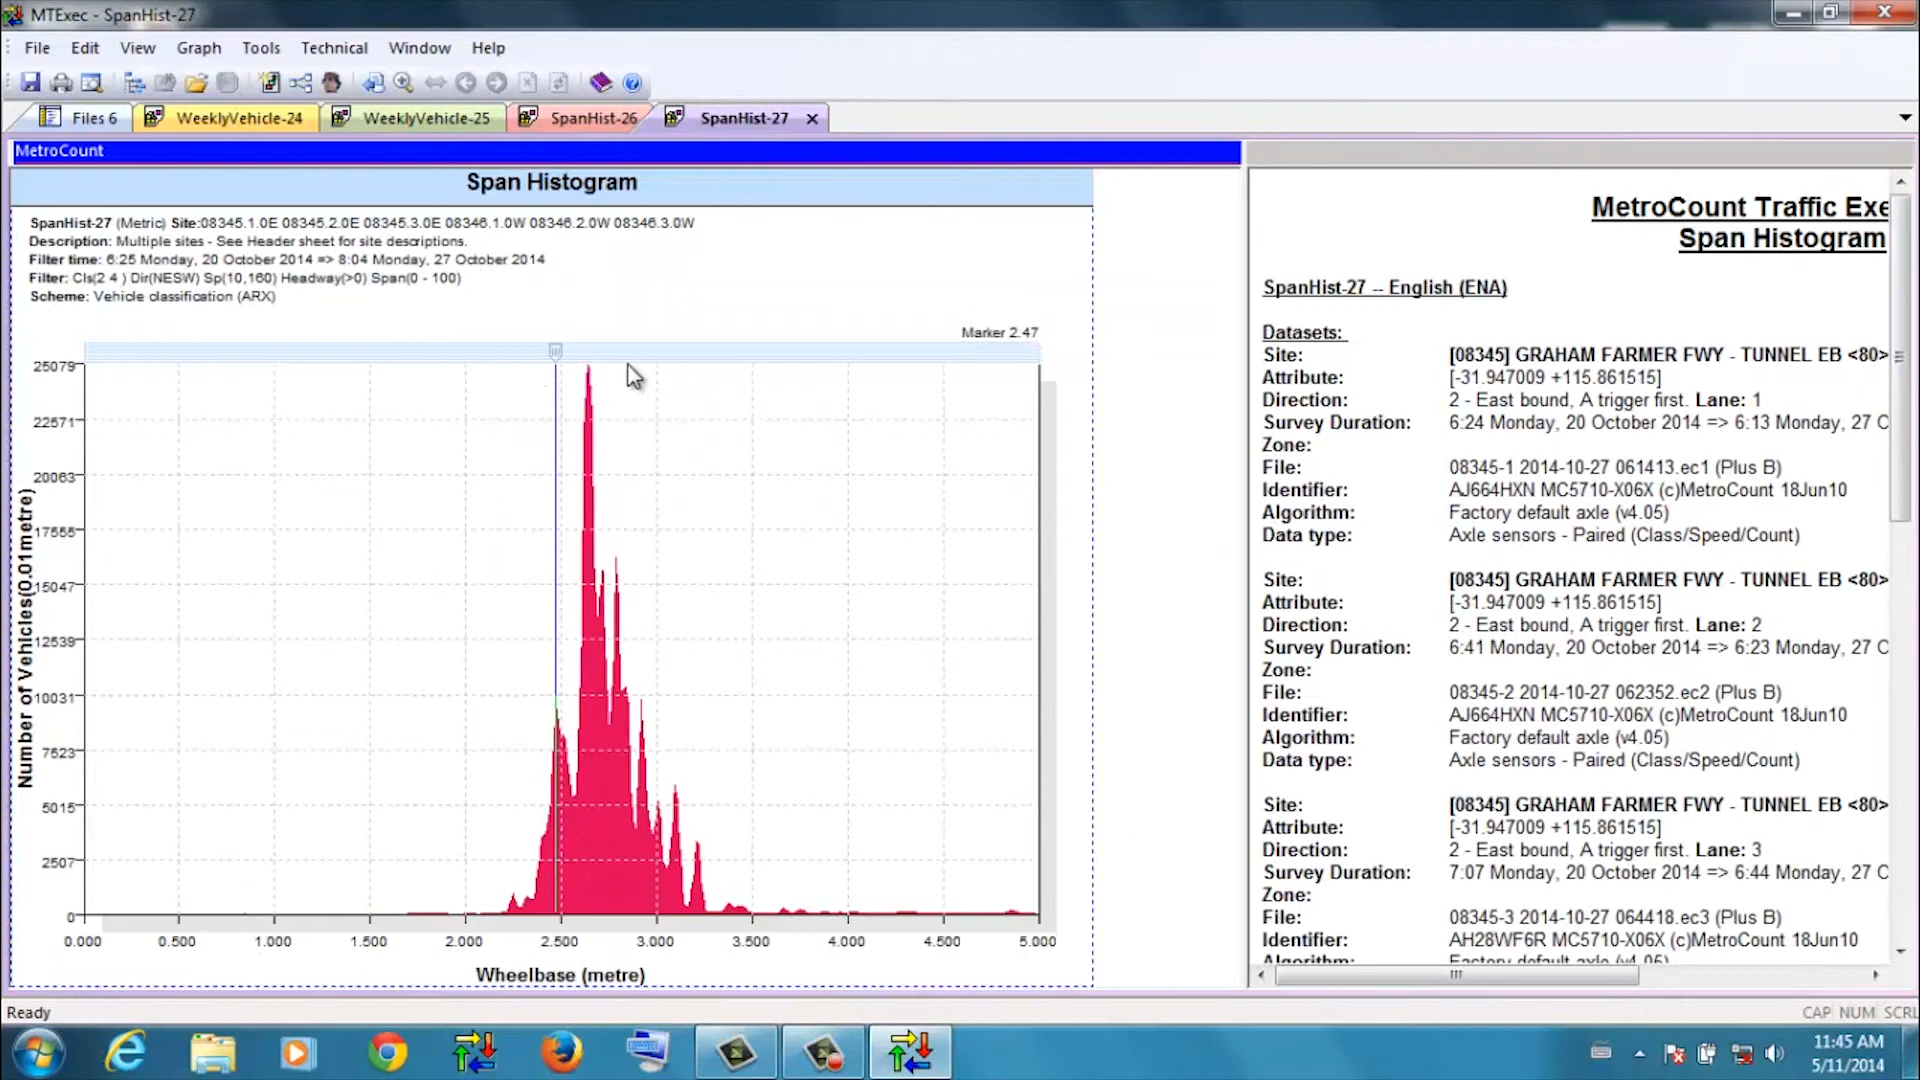 MTExec - SpanHist-27
File Edit View Graph Tools Technical Window Help
Files 6 WeeklyVehicle-24 WeeklyVehicle-25 SpanHist-26 SpanHist-27
MetroCount
Span Histogram
SpanHist-27 (Metric) Site:08345.1.0E 08345.2.0E 08345.3.0E 08346.1.0W 08346.2.0W 08346.3.0W
Description: Multiple sites - See Header sheet for site descriptions.
Filter time: 6:25 Monday, 20 October 2014 => 8:04 Monday, 27 October 2014
Filter: Cls(2 4 ) Dir(NESW) Sp(10,160) Headway(>0) Span(0 - 100)
Scheme: Vehicle classification (ARX)
Marker 2.47
25079
22571
20063
17555
15047
12539
10031
7523
5015
2507
0
Number of Vehicles(0.01metre)
0.000 0.500 1.000 1.500 2.000 2.500 3.000 3.500 4.000 4.500 5.000
Wheelbase (metre)
MetroCount Traffic Exe
Span Histogram
SpanHist-27 -- English (ENA)
Datasets:
Site: [08345] GRAHAM FARMER FWY - TUNNEL EB <80>
Attribute: [-31.947009 +115.861515]
Direction: 2 - East bound, A trigger first. Lane: 1
Survey Duration: 6:24 Monday, 20 October 2014 => 6:13 Monday, 27 O
Zone:
File: 08345-1 2014-10-27 061413.ec1 (Plus B)
Identifier: AJ664HXN MC5710-X06X (c)MetroCount 18Jun10
Algorithm: Factory default axle (v4.05)
Data type: Axle sensors - Paired (Class/Speed/Count)
Site: [08345] GRAHAM FARMER FWY - TUNNEL EB <80>
Attribute: [-31.947009 +115.861515]
Direction: 2 - East bound, A trigger first. Lane: 2
Survey Duration: 6:41 Monday, 20 October 2014 => 6:23 Monday, 27 O
Zone:
File: 08345-2 2014-10-27 062352.ec2 (Plus B)
Identifier: AJ664HXN MC5710-X06X (c)MetroCount 18Jun10
Algorithm: Factory default axle (v4.05)
Data type: Axle sensors - Paired (Class/Speed/Count)
Site: [08345] GRAHAM FARMER FWY - TUNNEL EB <80>
Attribute: [-31.947009 +115.861515]
Direction: 2 - East bound, A trigger first. Lane: 3
Survey Duration: 7:07 Monday, 20 October 2014 => 6:44 Monday, 27 O
Zone:
File: 08345-3 2014-10-27 064418.ec3 (Plus B)
Identifier: AH28WF6R MC5710-X06X (c)MetroCount 18Jun10
Algorithm: Factory default axle (v4.05)
Ready
CAP NUM SCRL
11:45 AM
5/11/2014